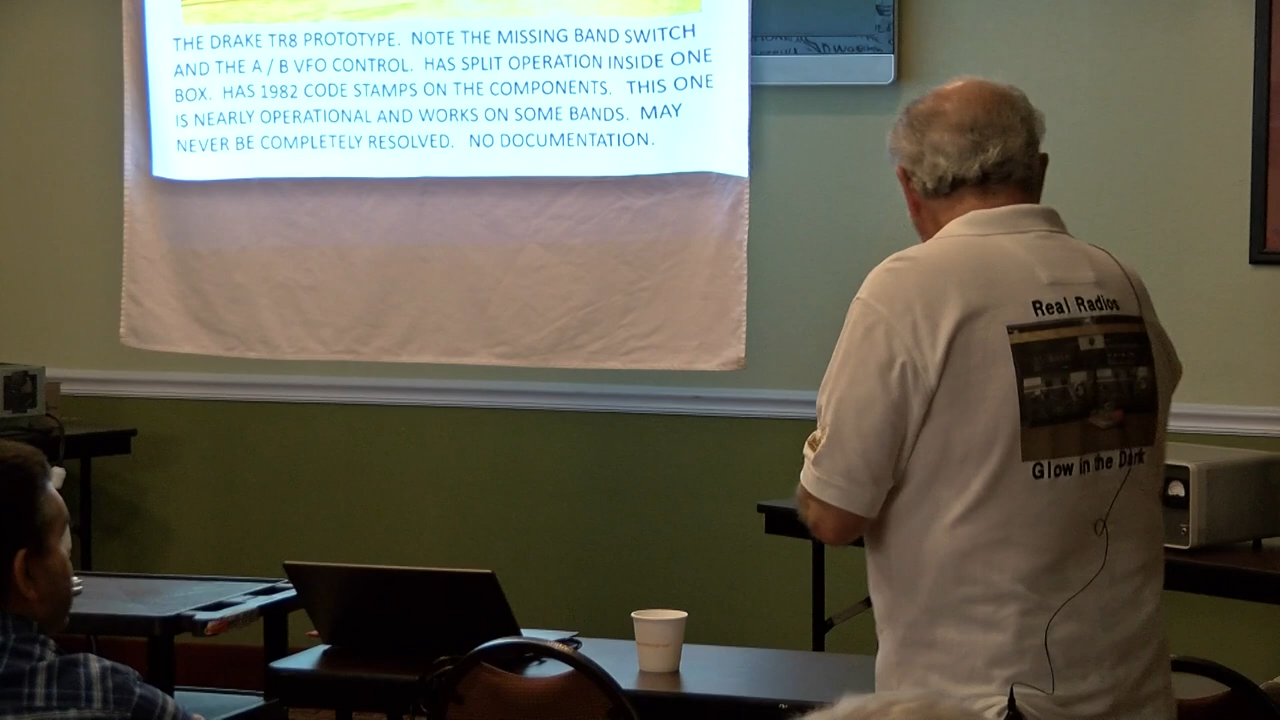 THE DRAKE TR8 PROTOTYPE. NOTE THE MISSING BAND SWITCH
AND THE A / B VFO CONTROL. HAS SPLIT OPERATION INSIDE ONE
BOX. HAS 1982 CODE STAMPS ON THE COMPONENTS. THIS ONE
IS NEARLY OPERATIONAL AND WORKS ON SOME BANDS. MAY
NEVER BE COMPLETELY RESOLVED. NO DOCUMENTATION.
Real Radios
Glow in the Dark